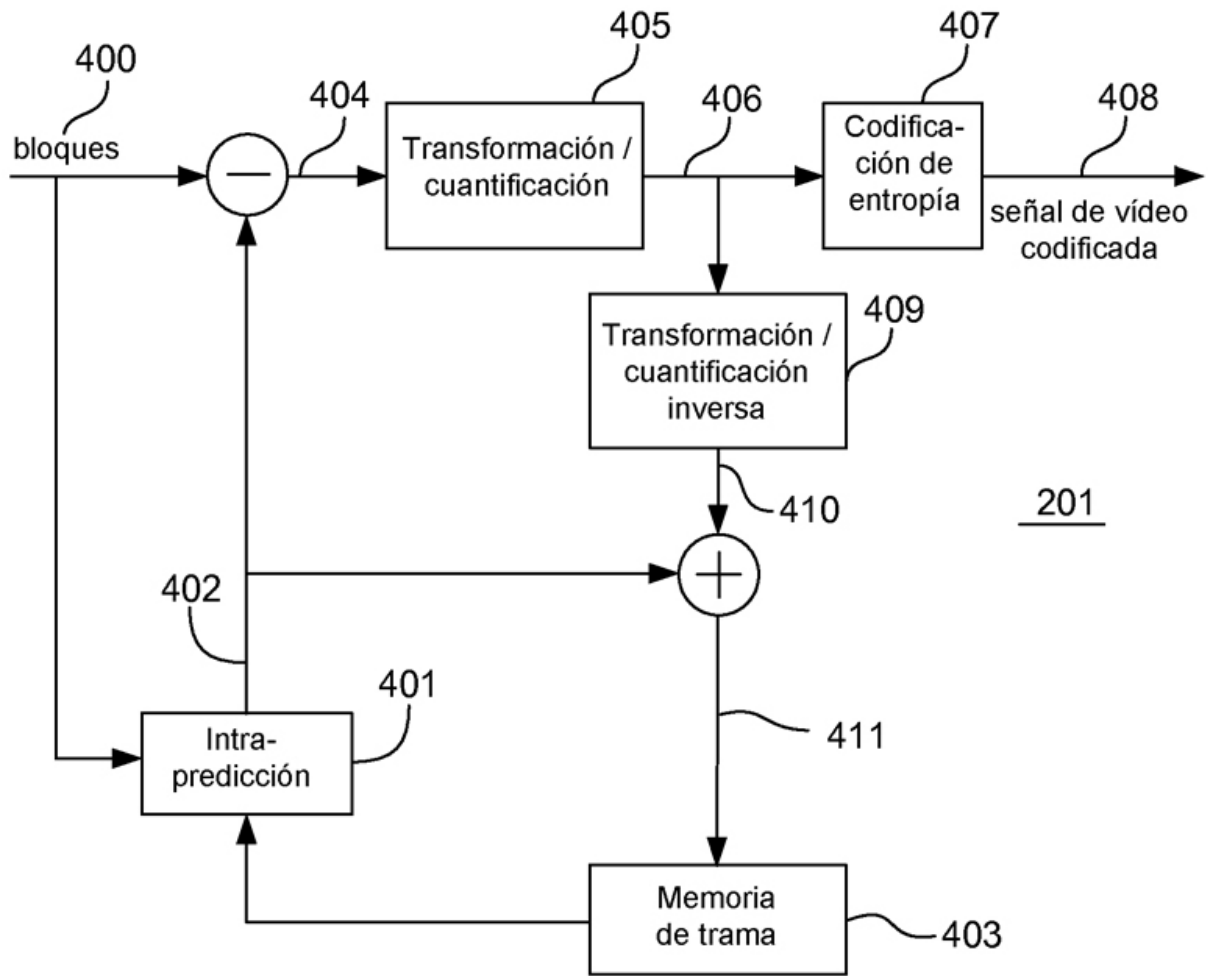 400
bloques
404
405
Transformación /
cuantificación
406
407
Codifica-
ción de
entropía
408
señal de vídeo
codificada
409
Transformación /
cuantificación
inversa
410
201
402
401
Intra-
predicción
411
Memoria
de trama
403